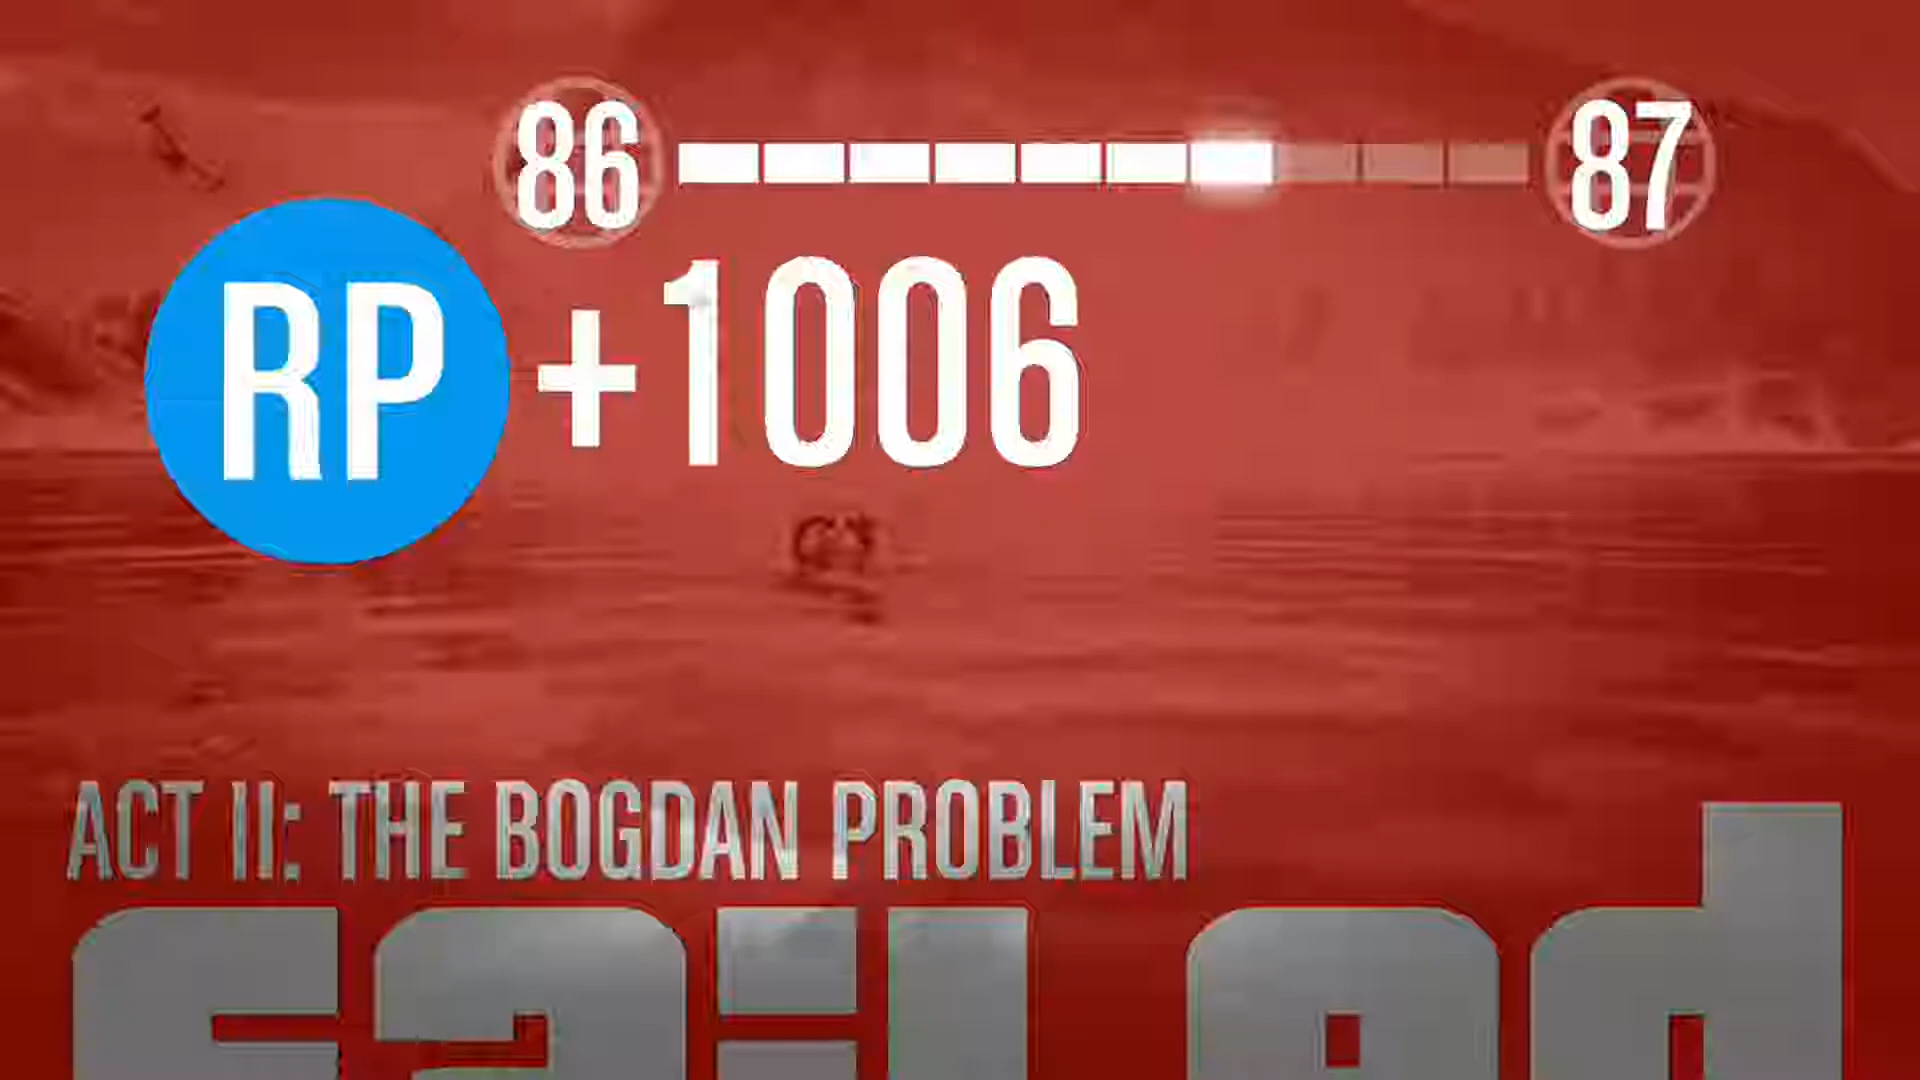 86 87
RP +1006
ACT II: THE BOGDAN PROBLEM
failed